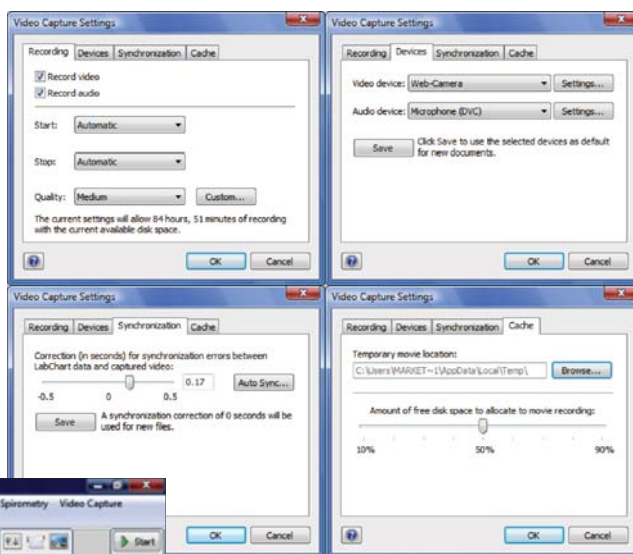 Video Capture Settings
Recording Devices Synchronization Cache
Record video
Record audio
Start: Automatic
Stop: Automatic
Quality: Medium Custom...
The current settings will allow 84 hours, 51 minutes of recording
with the current available disk space.
OK Cancel
Video Capture Settings
Recording Devices Synchronization Cache
Video device: Web-Camera Settings...
Audio device: Microphone (DVC) Settings...
Save Click Save to use the selected devices as default
for new documents.
OK Cancel
Video Capture Settings
Recording Devices Synchronization Cache
Correction (in seconds) for synchronization errors between
LabChart data and captured video:
0.17 Auto Sync...
-0.5 0 0.5
Save A synchronization correction of 0 seconds will be
used for new files.
OK Cancel
Spirometry Video Capture
Start
Video Capture Settings
Recording Devices Synchronization Cache
Temporary movie location:
C:\Users\MARKET~1\AppData\Local\Temp\ Browse...
Amount of free disk space to allocate to movie recording:
10% 50% 90%
OK Cancel